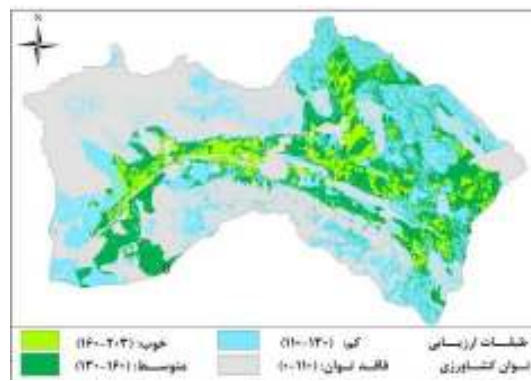 N
طبقات ارزیابی کم: (۱۱۰-۱۳۰) خوب: (۱۶۰-۲۰۳)
توان کشاورزی فاقد توان: (۰-۱۱۰) متوسط: (۱۳۰-۱۶۰)